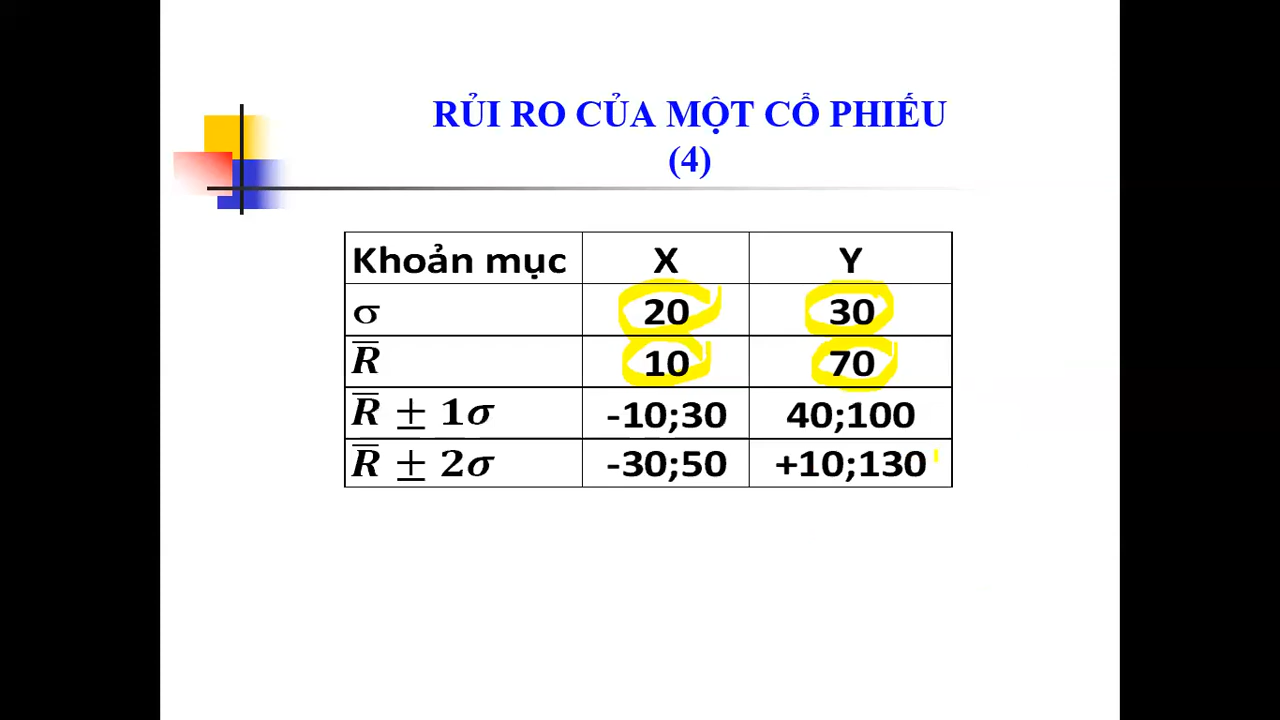 RỦI RO CỦA MỘT CỔ PHIẾU
(4)
Khoản mục X Y
σ 20 30
R̅ 10 70
R̅ ± 1σ -10;30 40;100
R̅ ± 2σ -30;50 +10;130